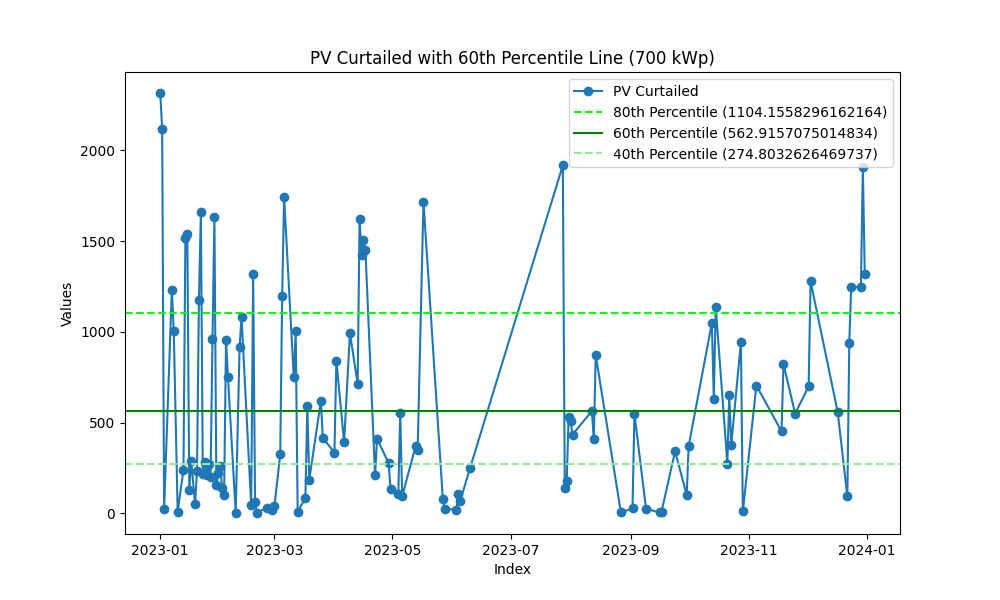 PV Curtailed with 60th Percentile Line (700 kWp)
PV Curtailed
80th Percentile (1104.1558296162164)
60th Percentile (562.9157075014834)
40th Percentile (274.8032626469737)
2000
1500
1000
500
0
Values
2023-01
2023-03
2023-05
2023-07
2023-09
2023-11
2024-01
Index